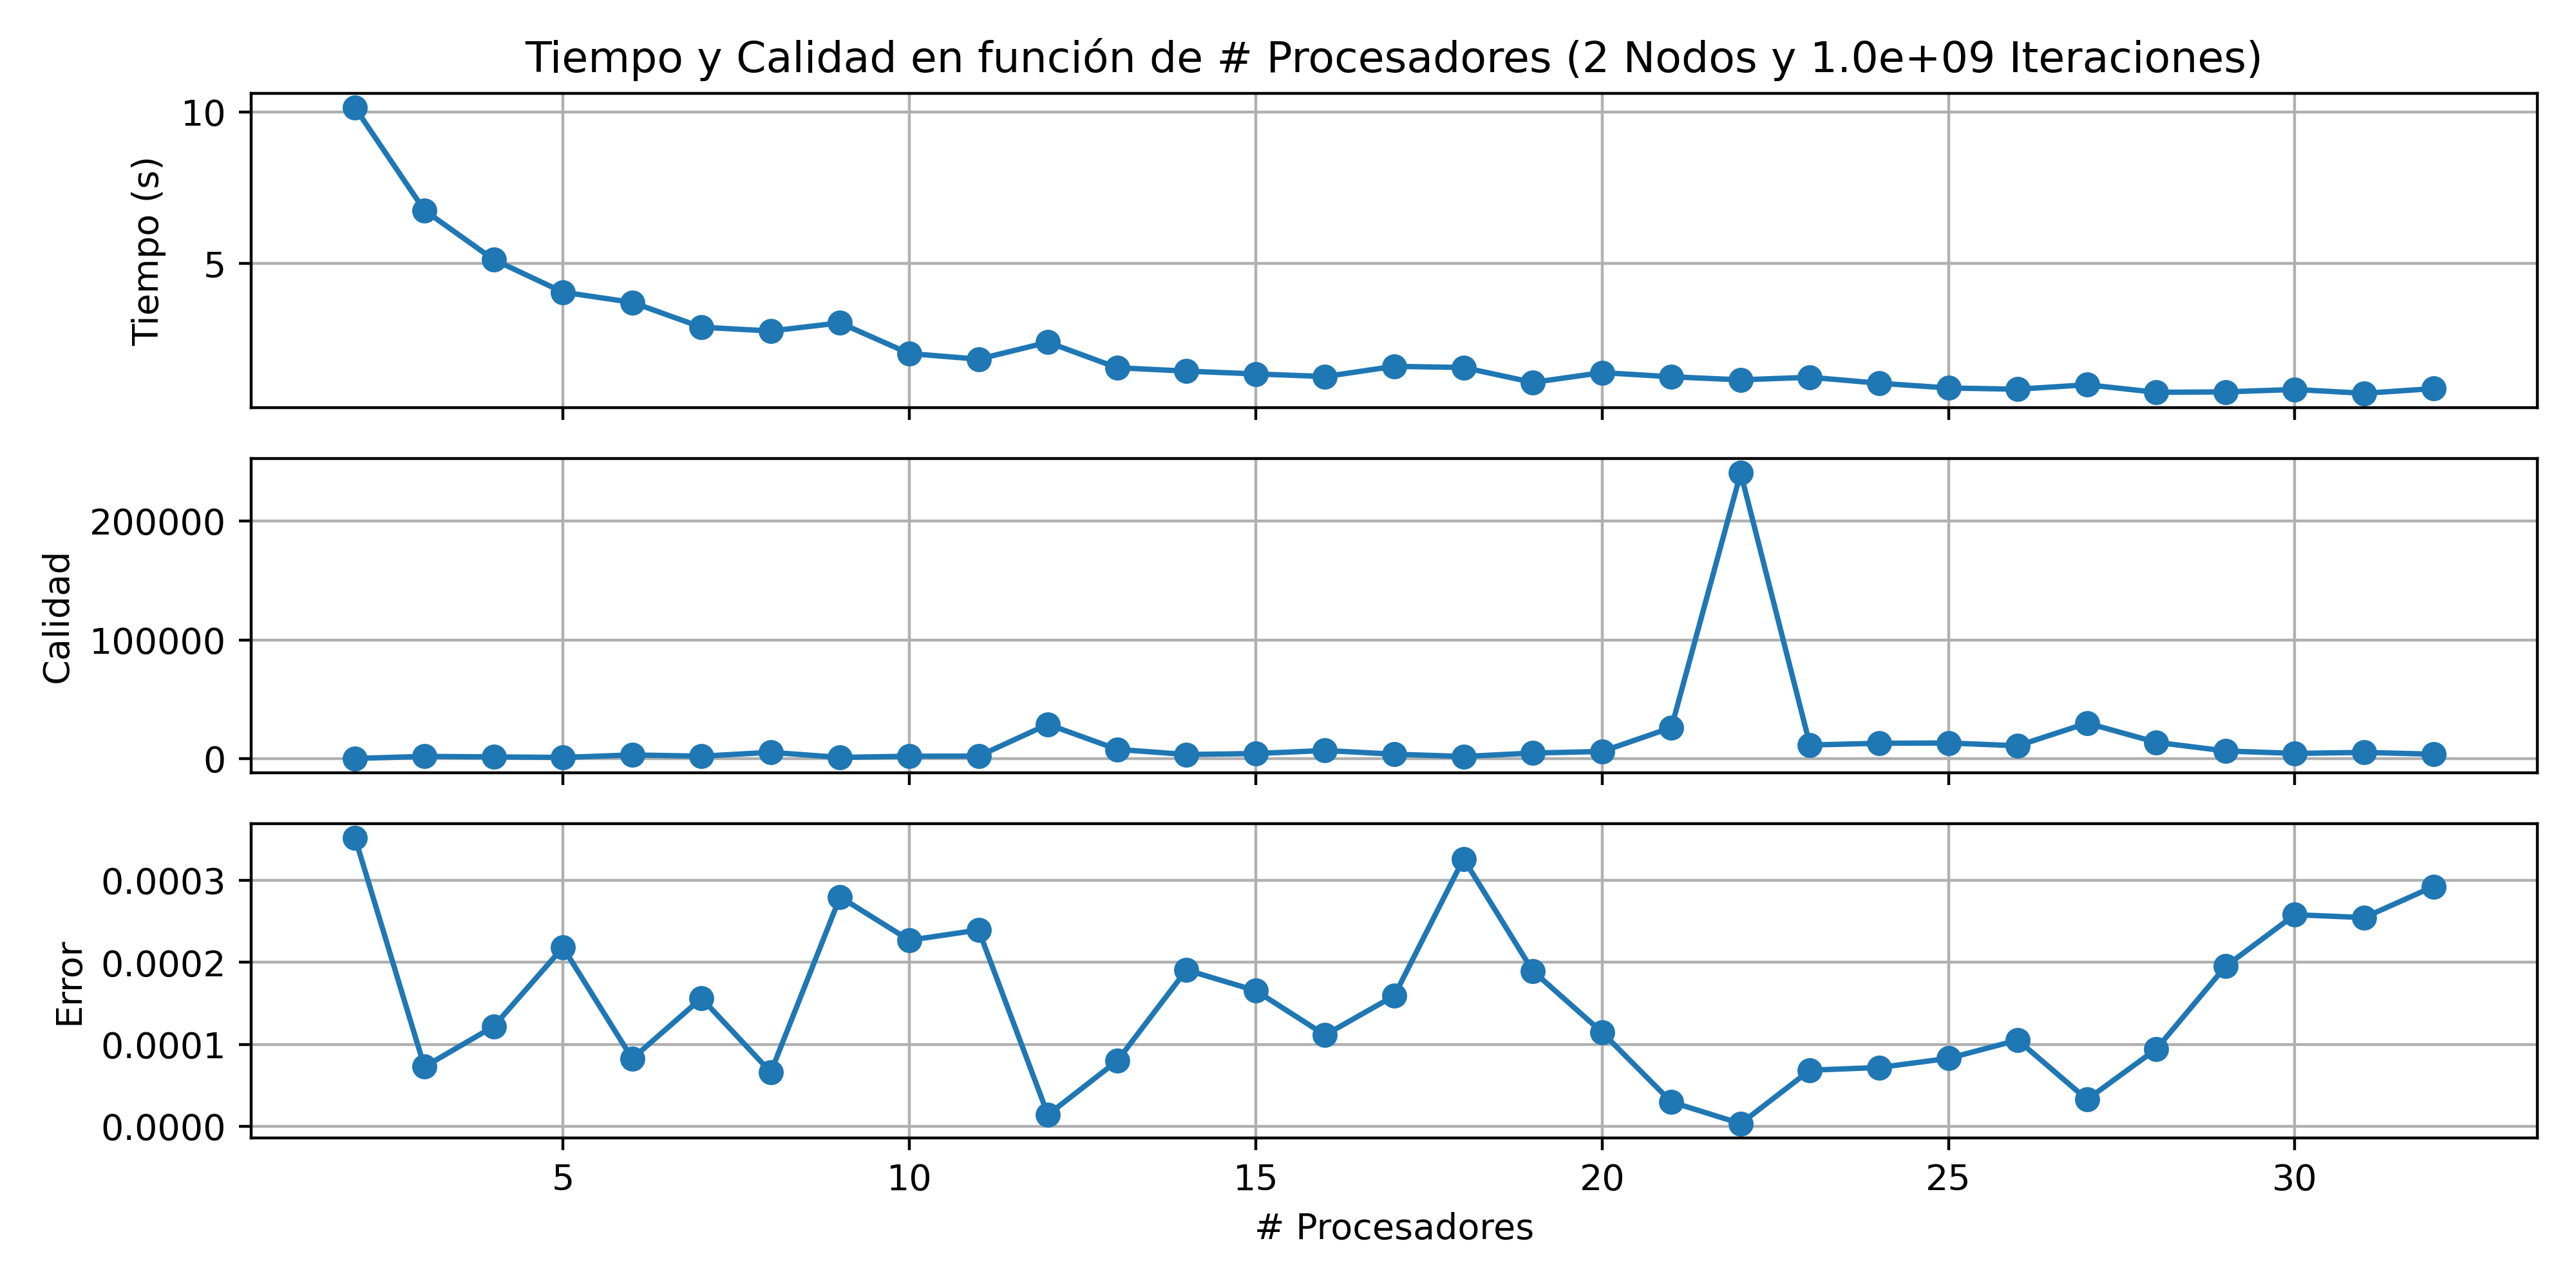 Tiempo y Calidad en función de # Procesadores (2 Nodos y 1.0e+09 Iteraciones)
10
5
Tiempo (s)
200000
100000
0
Calidad
0.0003
0.0002
0.0001
0.0000
Error
5 10 15 20 25 30
# Procesadores